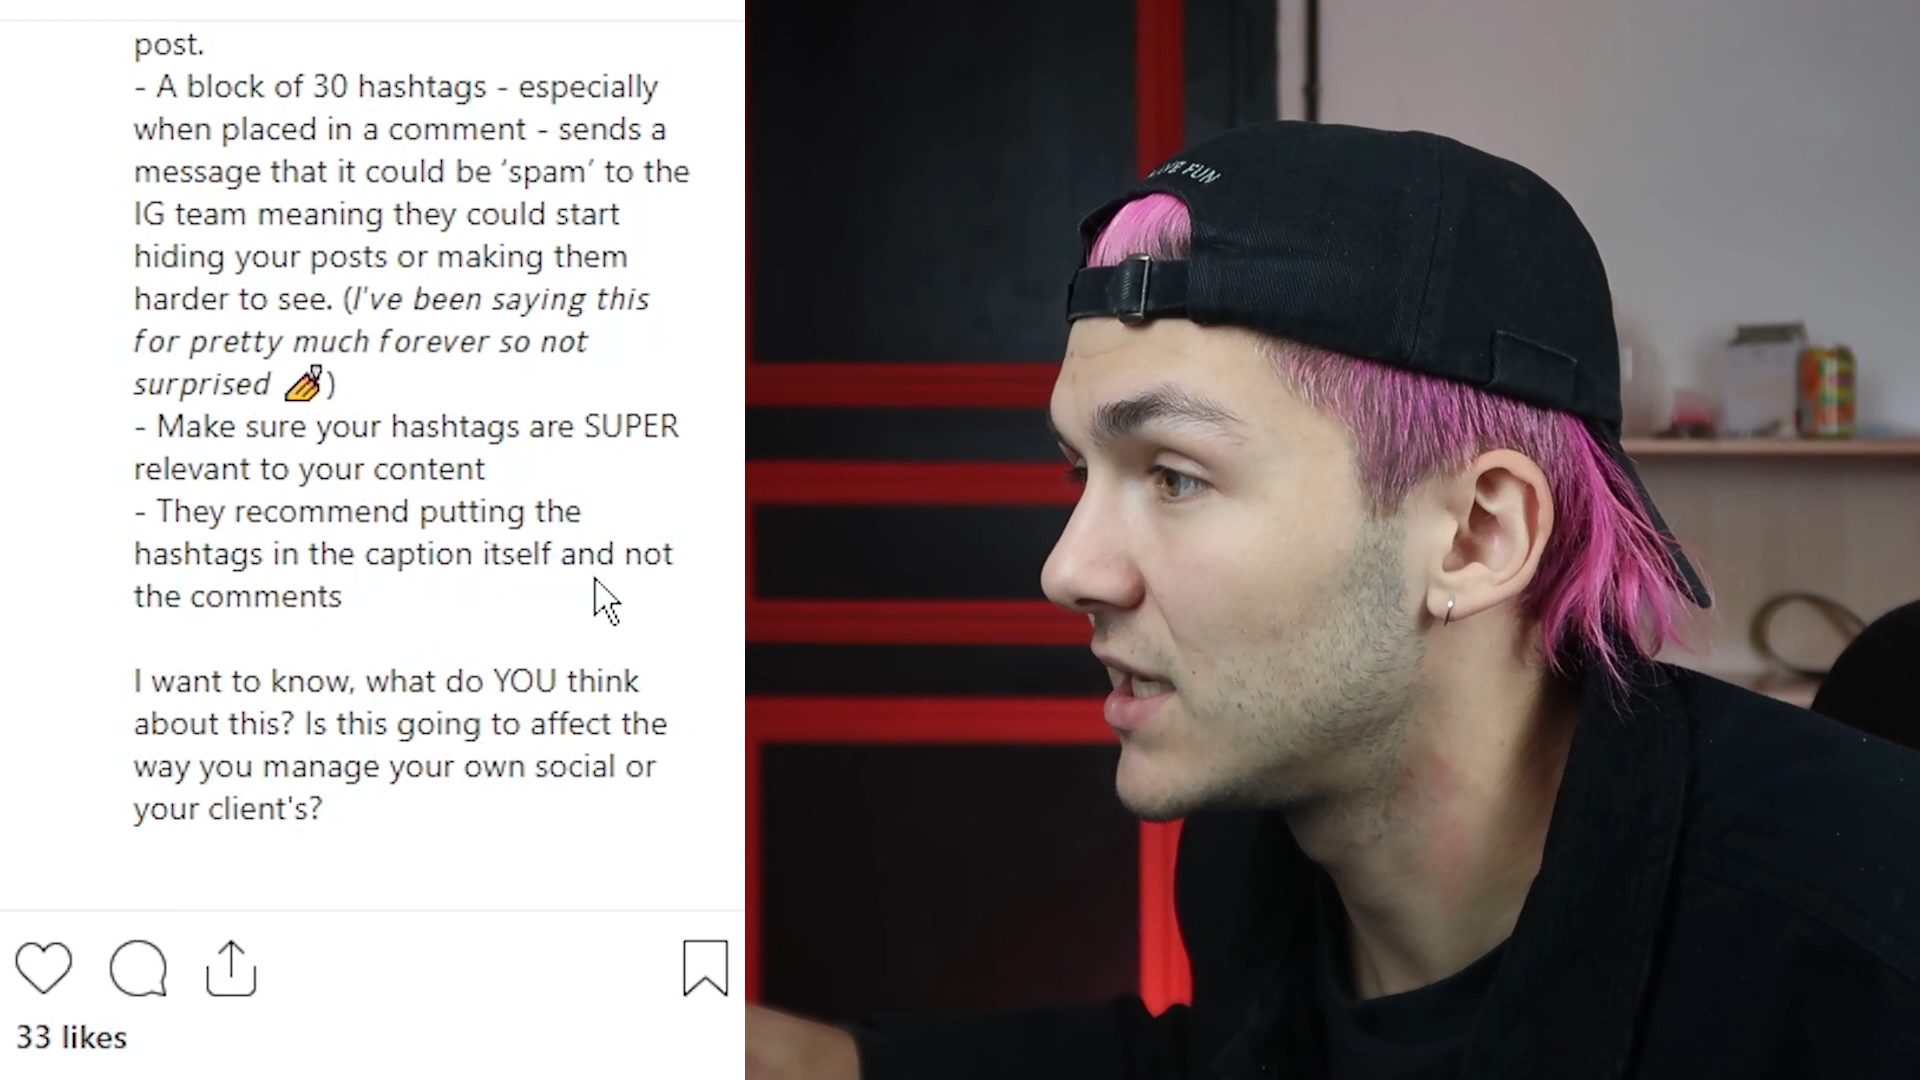 post.
- A block of 30 hashtags - especially
when placed in a comment - sends a
message that it could be ‘spam’ to the
IG team meaning they could start
hiding your posts or making them
harder to see. (I've been saying this
for pretty much forever so not
surprised 💅)
- Make sure your hashtags are SUPER
relevant to your content
- They recommend putting the
hashtags in the caption itself and not
the comments
I want to know, what do YOU think
about this? Is this going to affect the
way you manage your own social or
your client's?
33 likes
FUN